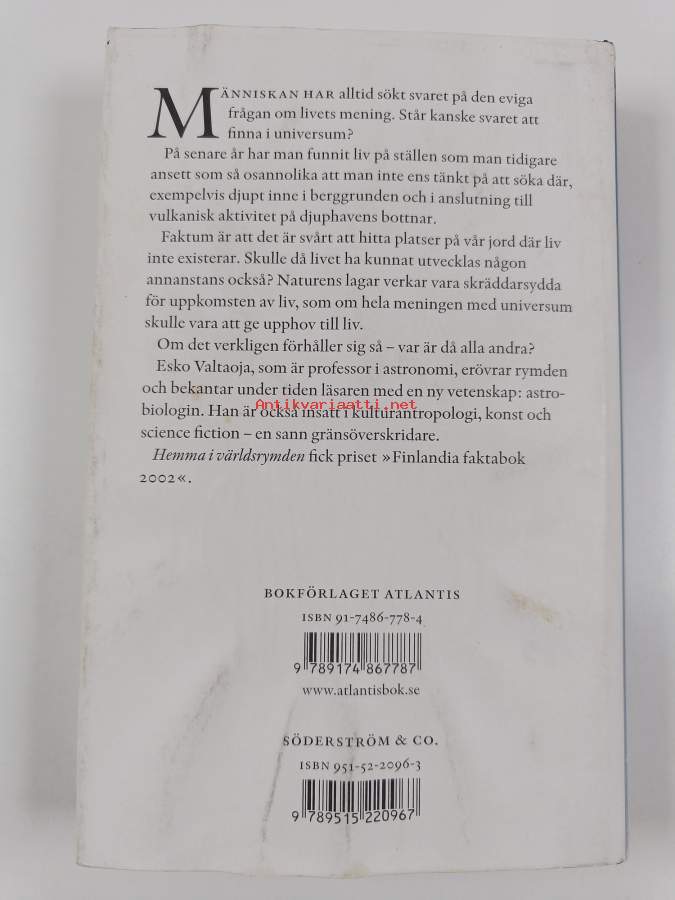 MÄNNISKAN HAR alltid sökt svaret på den eviga
frågan om livets mening. Står kanske svaret att
finna i universum?
På senare år har man funnit liv på ställen som man tidigare
ansett som så osannolika att man inte ens tänkt på att söka där,
exempelvis djupt inne i berggrunden och i anslutning till
vulkanisk aktivitet på djuphavens bottnar.
Faktum är att det är svårt att hitta platser på vår jord där liv
inte existerar. Skulle då livet ha kunnat utvecklas någon
annanstans också? Naturens lagar verkar vara skräddarsydda
för uppkomsten av liv, som om hela meningen med universum
skulle vara att ge upphov till liv.
Om det verkligen förhåller sig så – var är då alla andra?
Esko Valtaoja, som är professor i astronomi, erövrar rymden
och bekantar under tiden läsaren med en ny vetenskap: astro-
Antikvariaatti.net
biologin. Han är också insatt i kulturantropologi, konst och
science fiction – en sann gränsöverskridare.
Hemma i världsrymden fick priset »Finlandia faktabok
2002«.
BOKFÖRLAGET ATLANTIS
ISBN 91-7486-778-4
9 789174 867787
www.atlantisbok.se
SÖDERSTRÖM & CO.
ISBN 951-52-2096-3
9 789515 220967